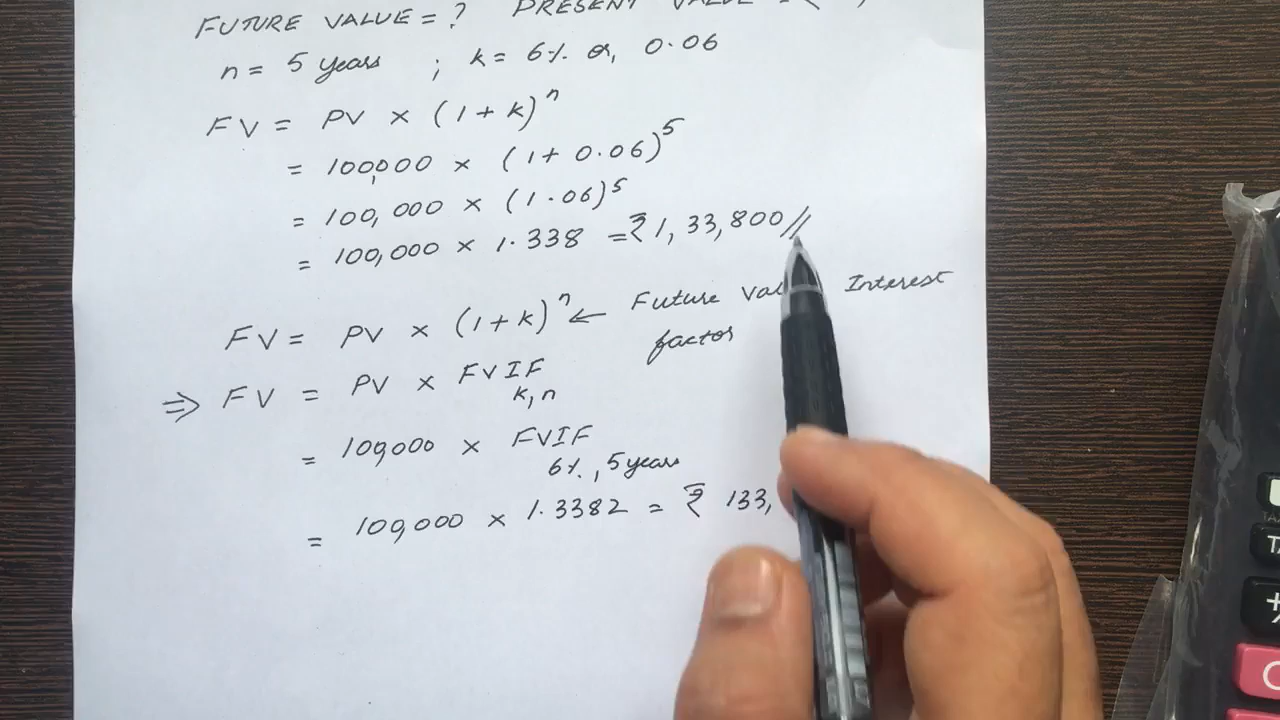 FUTURE VALUE = ? PRESENT VALUE = ₹
n = 5 years ; k = 6% or, 0.06
FV = PV × (1 + k)^n
= 100,000 × (1 + 0.06)^5
= 100,000 × (1.06)^5
= 100,000 × 1.338 = ₹1,33,800//
FV = PV × (1 + k)^n ← Future Interest
factor
⇒ FV = PV × FVIF
k, n
= 100,000 × FVIF
6%, 5 years
= 100,000 × 1.3382 = ₹ 133,